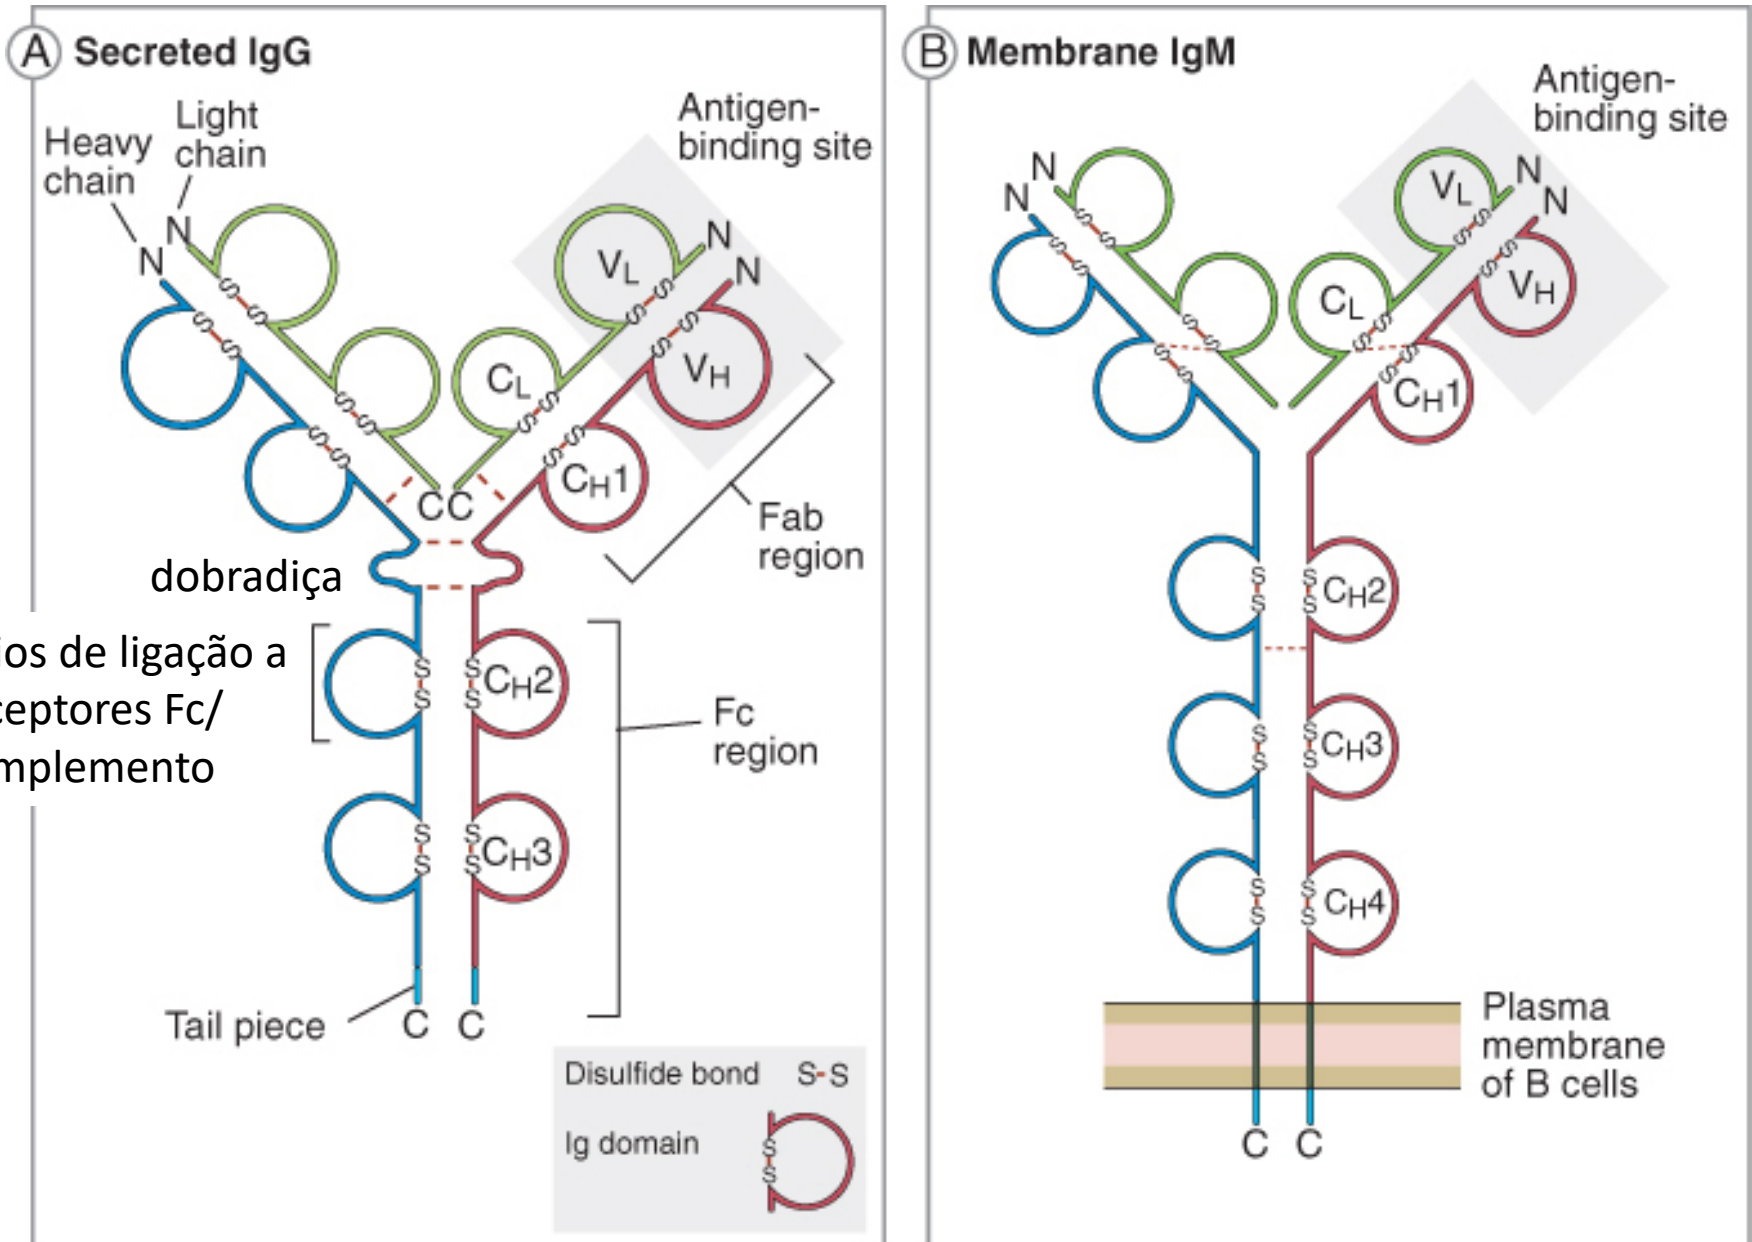 A Secreted IgG
Light
chain
Heavy
chain
Antigen-
binding site
N
N
N
N
VL
VH
CL
CH1
S S
S S
S S
S S
S S
S S
S S
S S
C C
Fab
region
dobradiça
ios de ligação a
ceptores Fc/
mplemento
S
S
S
S
CH2
Fc
region
S
S
S
S
CH3
Tail piece
C C
Disulfide bond S-S
Ig domain
S
S
B Membrane IgM
Antigen-
binding site
N
N
N
N
VL
VH
CL
CH1
S S
S S
S S
S S
S S
S S
S S
S S
S
S
S
S
CH2
S
S
S
S
CH3
S
S
S
S
CH4
Plasma
membrane
of B cells
C C